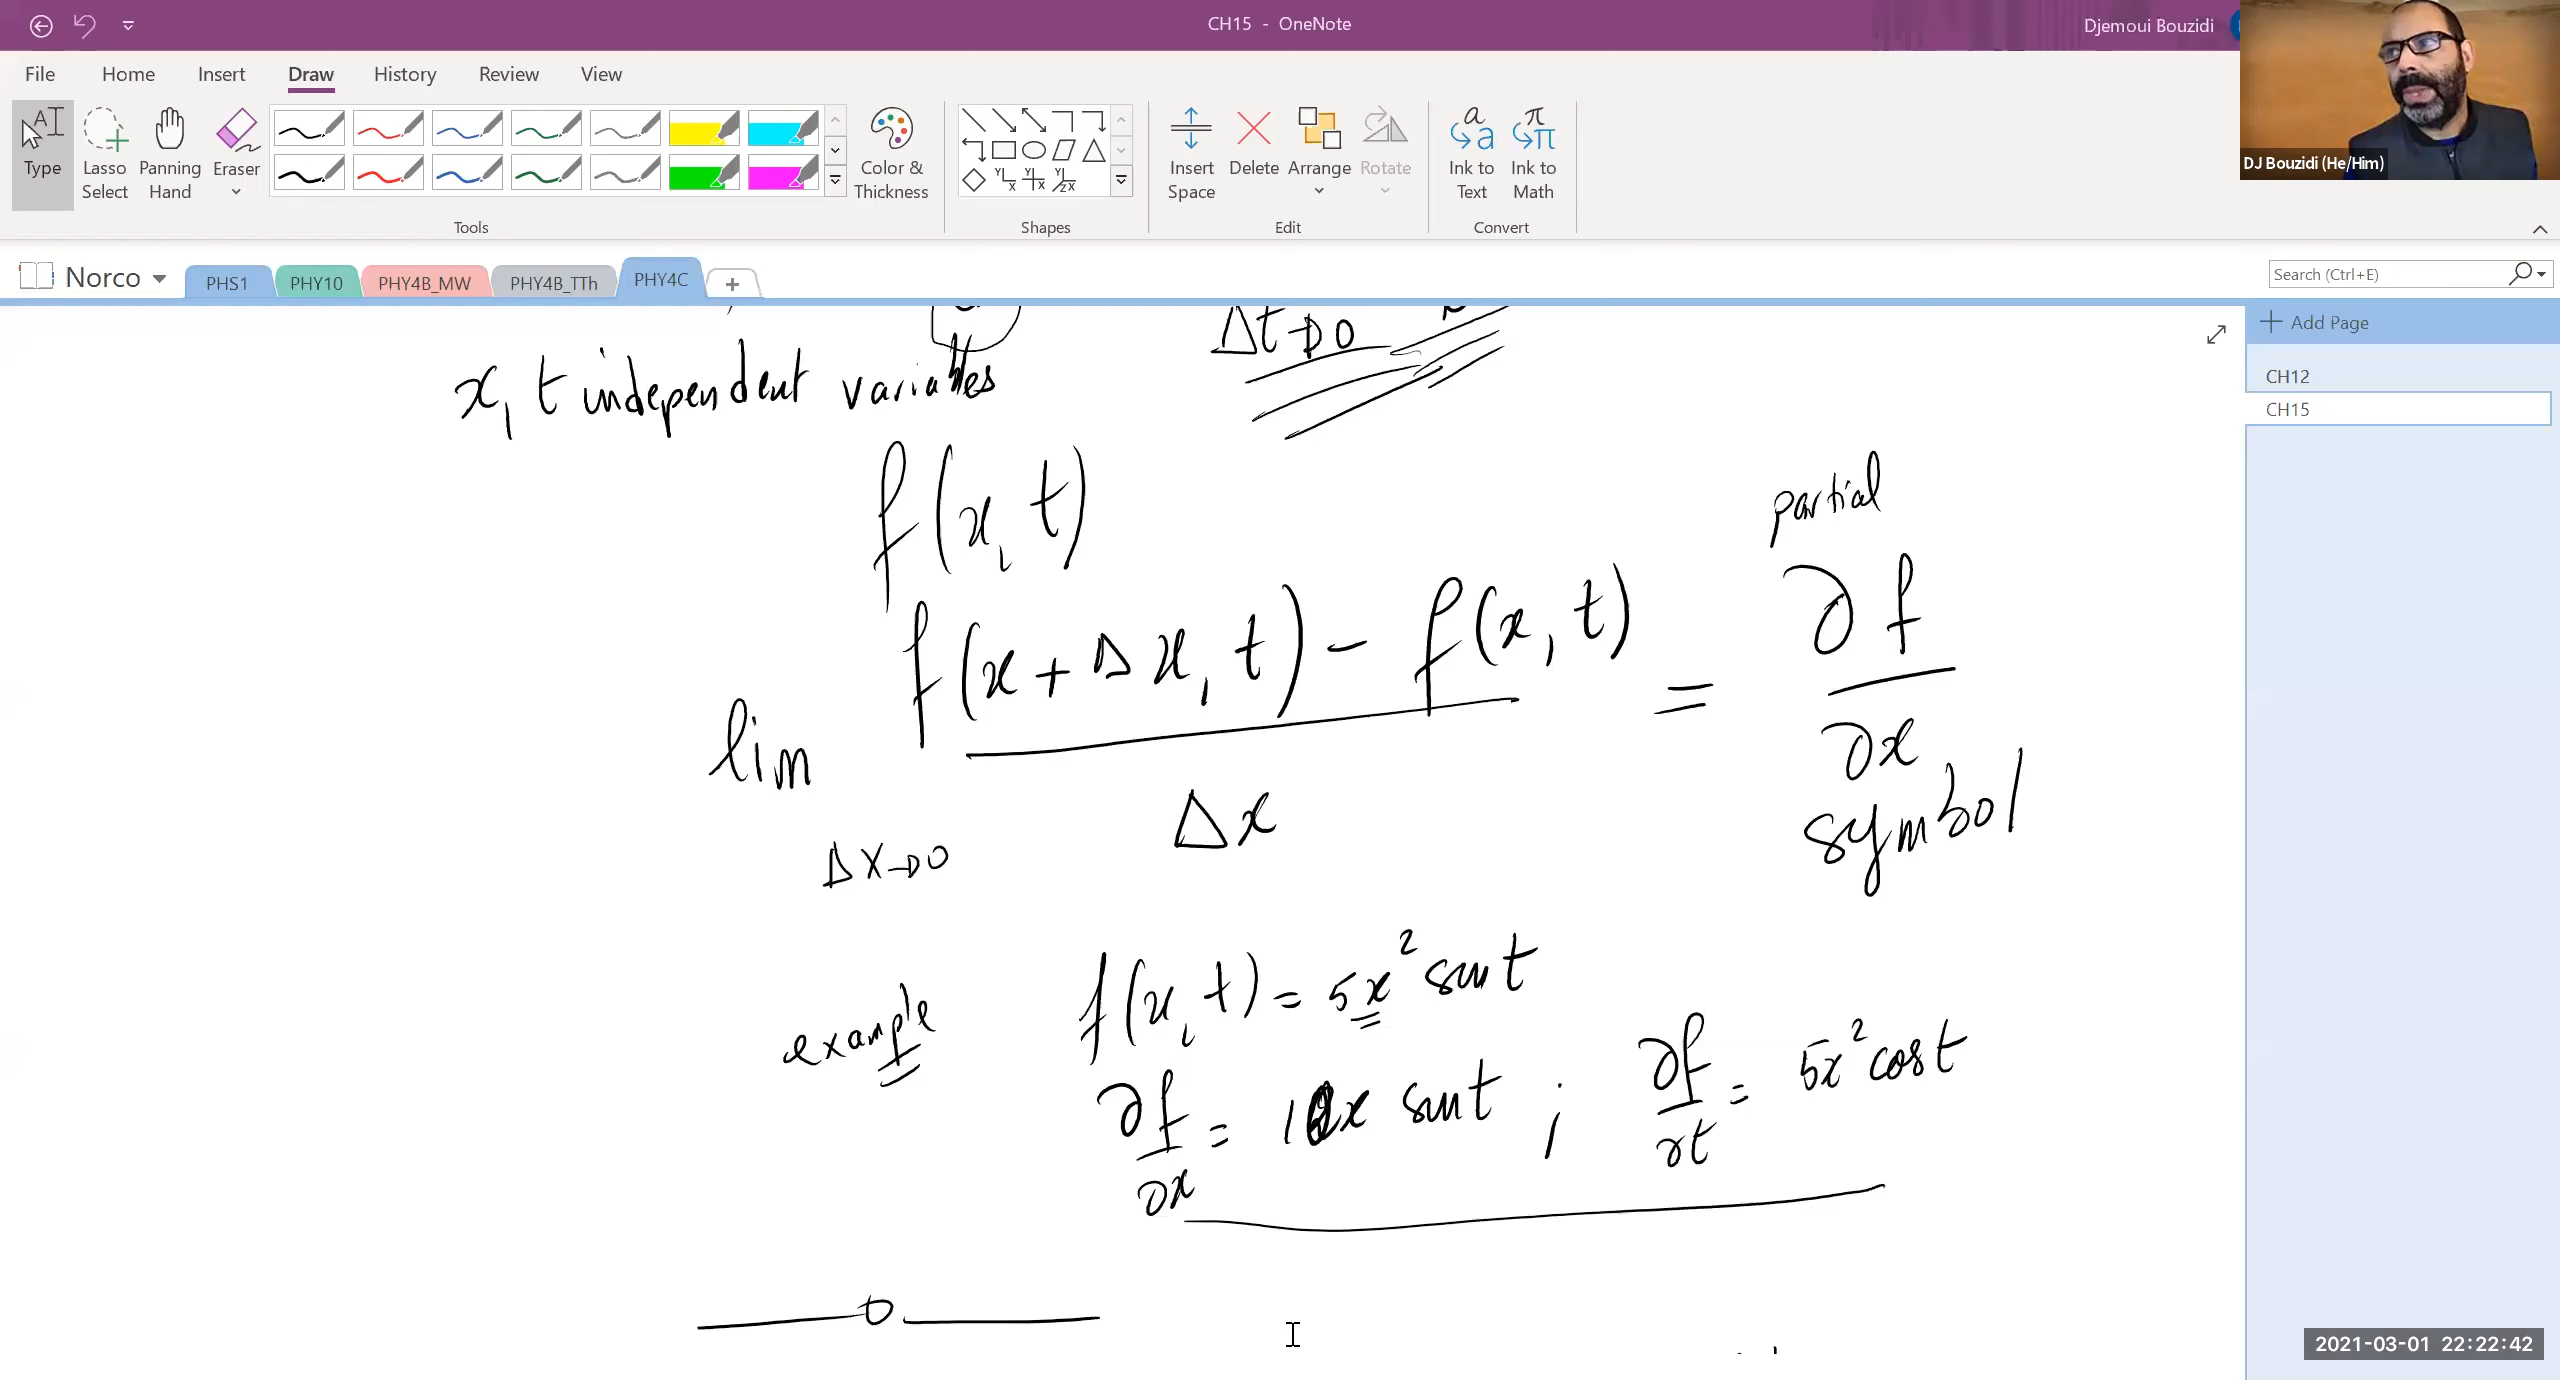 CH15 - OneNote
Djemoui Bouzidi
File Home Insert Draw History Review View
Type
Lasso Select
Panning Hand
Eraser
Color & Thickness
Insert Space
Delete
Arrange
Rotate
Ink to Text
Ink to Math
Tools
Shapes
Edit
Convert
DJ Bouzidi (He/Him)
Norco PHS1 PHY10 PHY4B_MW PHY4B_TTh PHY4C
Search (Ctrl+E)
Add Page
CH12
CH15
Δt→0
x, t independent variables
f(x, t)
partial
lim Δx→0 f(x+Δx, t) - f(x, t) / Δx = ∂f/∂x
symbol
example
f(x, t) = 5x² sin t
∂f/∂x = 10x sin t ; ∂f/∂t = 5x² cos t
2021-03-01 22:22:42